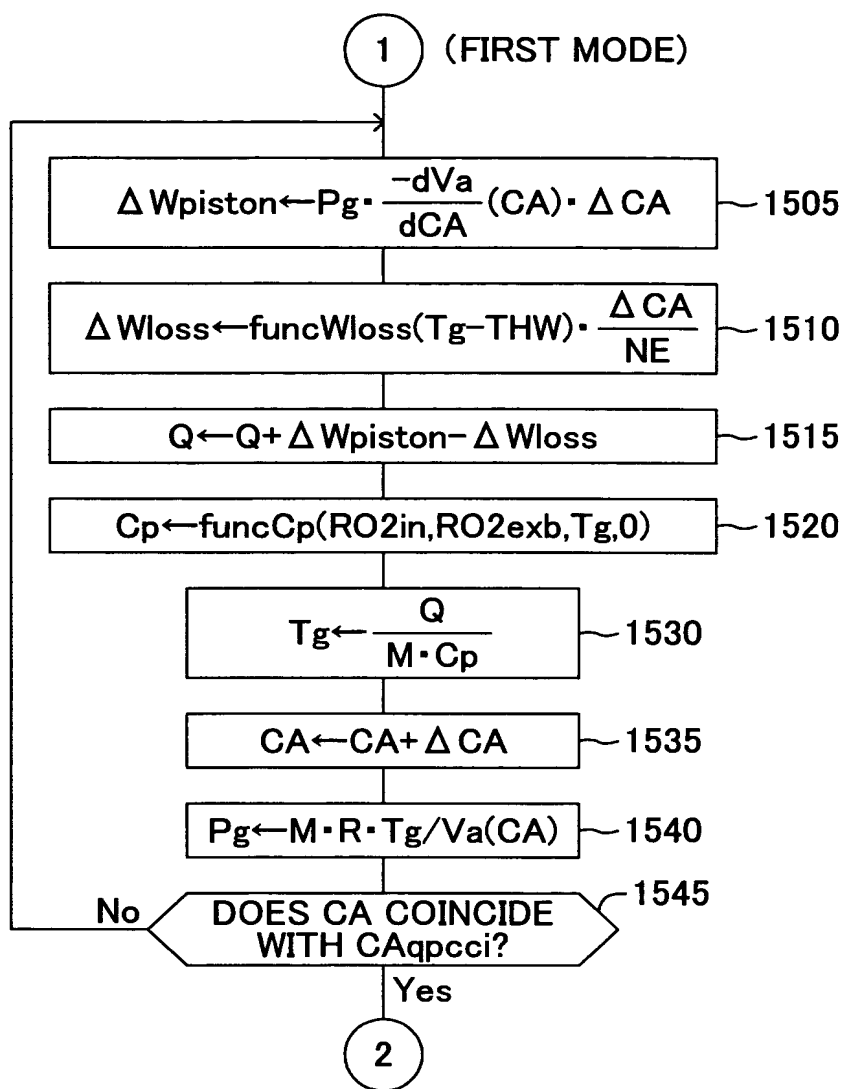 1 (FIRST MODE)
ΔWpiston←Pg·-dVa/dCA(CA)·ΔCA 1505
ΔWloss←funcWloss(Tg-THW)·ΔCA/NE 1510
Q←Q+ΔWpiston-ΔWloss 1515
Cp←funcCp(RO2in,RO2exb,Tg,0) 1520
Tg←Q/M·Cp 1530
CA←CA+ΔCA 1535
Pg←M·R·Tg/Va(CA) 1540
1545
No DOES CA COINCIDE
WITH CAqpcci?
Yes
2